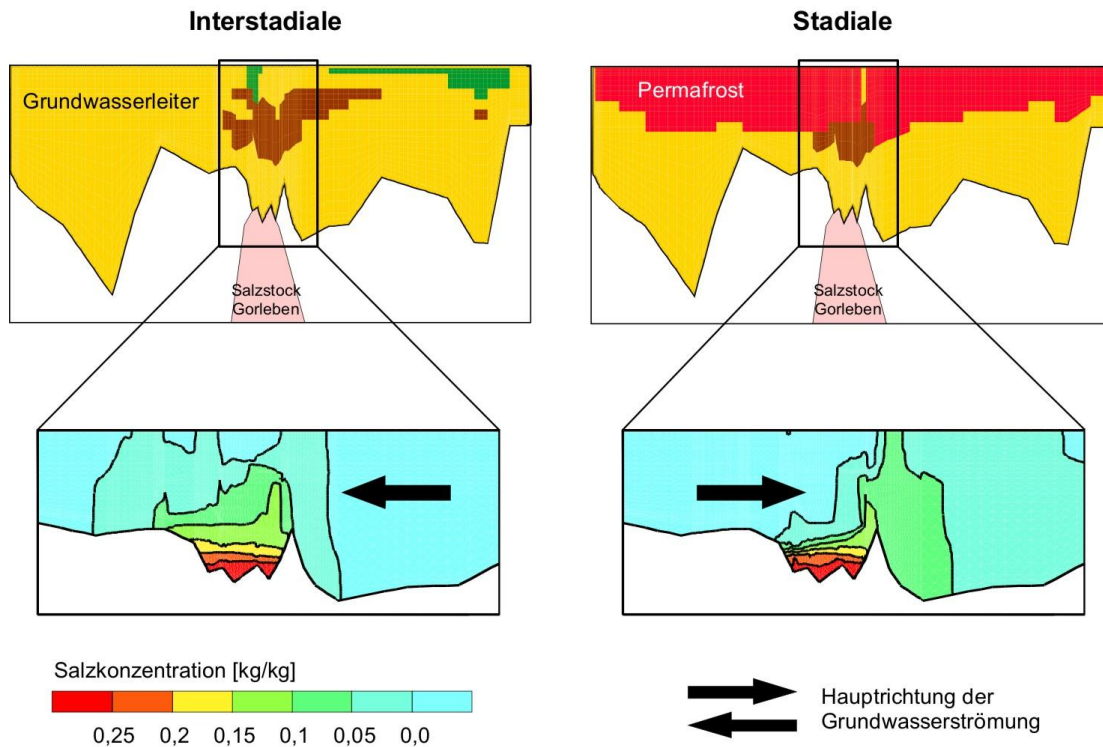 Interstadiale
Stadiale
Grundwasserleiter
Permafrost
Salzstock
Gorleben
Salzstock
Gorleben
Salzkonzentration [kg/kg]
0,25 0,2 0,15 0,1 0,05 0,0
Hauptrichtung der
Grundwasserströmung